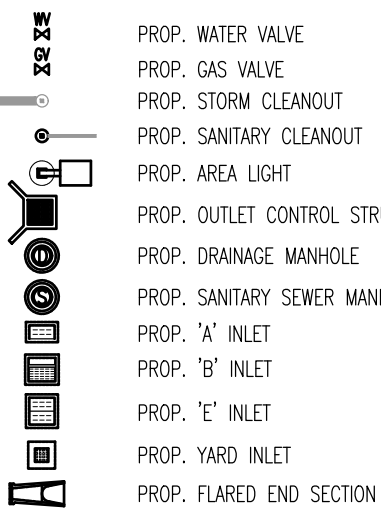 WV PROP. WATER VALVE
GV PROP. GAS VALVE
PROP. STORM CLEANOUT
PROP. SANITARY CLEANOUT
PROP. AREA LIGHT
PROP. OUTLET CONTROL
D PROP. DRAINAGE MANHOLE
S PROP. SANITARY SEWER
PROP. 'A' INLET
PROP. 'B' INLET
PROP. 'E' INLET
PROP. YARD INLET
PROP. FLARED END SECTION